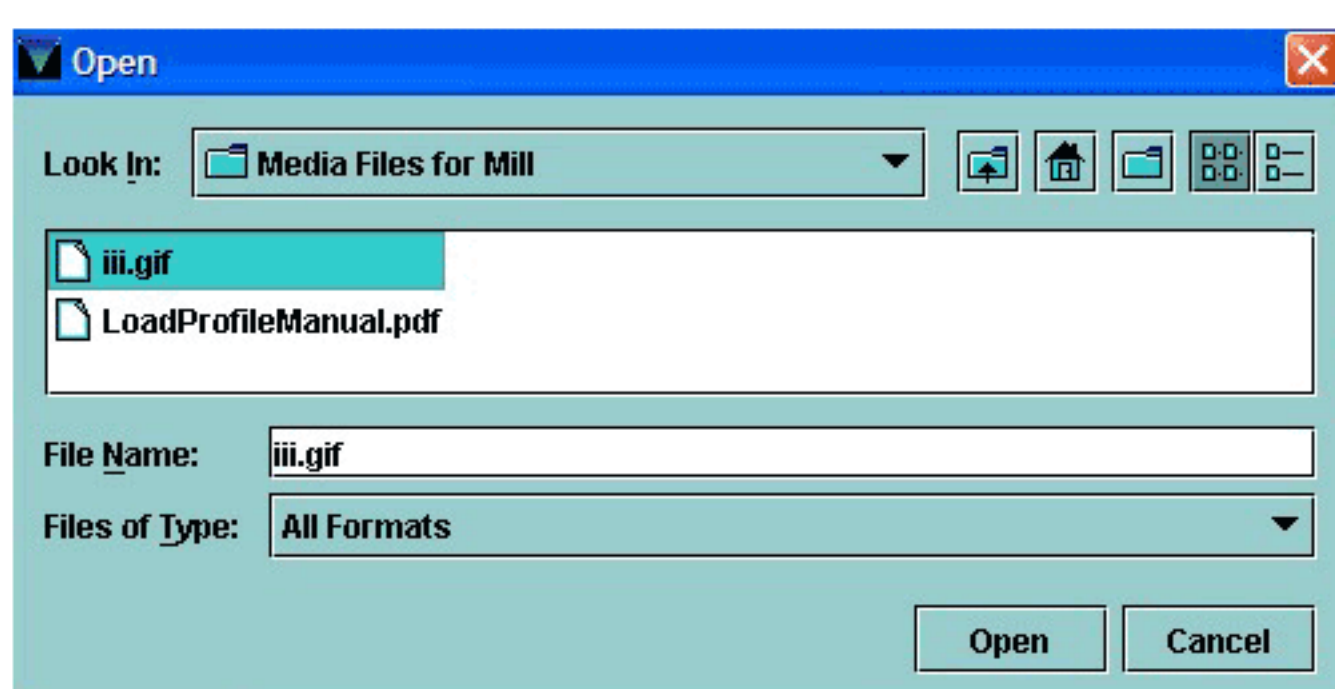 Open
Look In: Media Files for Mill
iii.gif
LoadProfileManual.pdf
File Name: iii.gif
Files of Type: All Formats
Open Cancel